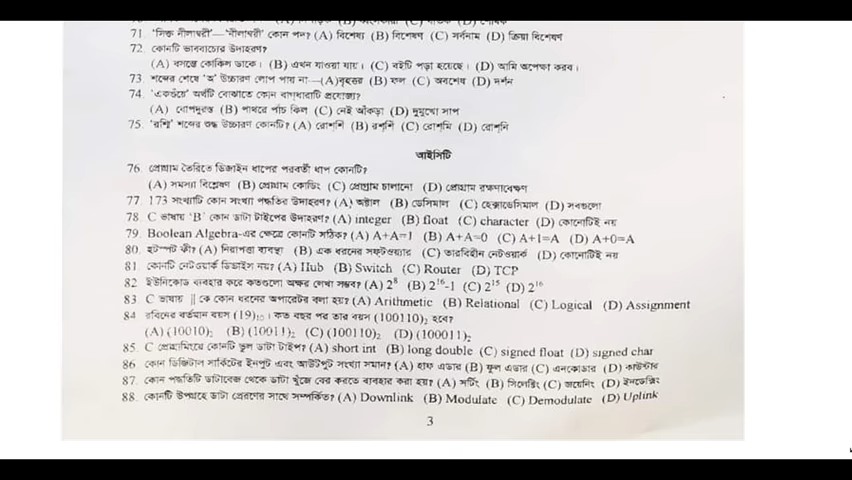 71. 'সিক্ত নীলাম্বরী'—'নীলাম্বরী' কোন পদ? (A) বিশেষ্য (B) বিশেষণ (C) সর্বনাম (D) ক্রিয়া বিশেষণ
72. কোনটি ভাববাচ্যের উদাহরণ?
(A) বসন্তে কোকিল ডাকে। (B) এখন যাওয়া যায়। (C) বইটি পড়া হয়েছে। (D) আমি অপেক্ষা করব।
73. শব্দের শেষে 'অ' উচ্চারণ লোপ পায় না—(A)বৃহত্তর (B) ফল (C) অবশেষ (D) দর্শন
74. 'একগুঁয়ে' অর্থটি বোঝাতে কোন বাগ্‌ধারাটি প্রযোজ্য?
(A) ধোপদুরস্ত (B) পাথরে পাঁচ কিল (C) নেই আঁকড়া (D) দুমুখো সাপ
75. 'রশ্মি' শব্দের শুদ্ধ উচ্চারণ কোনটি? (A) রোশ্‌শিঁ (B) রশ্‌শিঁ (C) রোশ্‌মি (D) রোশ্‌নি
আইসিটি
76. প্রোগ্রাম তৈরিতে ডিজাইন ধাপের পরবর্তী ধাপ কোনটি?
(A) সমস্যা বিশ্লেষণ (B) প্রোগ্রাম কোডিং (C) প্রোগ্রাম চালানো (D) প্রোগ্রাম রক্ষণাবেক্ষণ
77. 173 সংখ্যাটি কোন সংখ্যা পদ্ধতির উদাহরণ? (A) অক্টাল (B) ডেসিমাল (C) হেক্সাডেসিমাল (D) সবগুলো
78. C ভাষায় 'B' কোন ডাটা টাইপের উদাহরণ? (A) integer (B) float (C) character (D) কোনোটিই নয়
79. Boolean Algebra-এর ক্ষেত্রে কোনটি সঠিক? (A) A+A=1 (B) A+A=0 (C) A+1=A (D) A+0=A
80. হটস্পট কী? (A) নিরাপত্তা ব্যবস্থা (B) এক ধরনের সফ্‌টওয়্যার (C) তারবিহীন নেটওয়ার্ক (D) কোনোটিই নয়
81. কোনটি নেটওয়ার্ক ডিভাইস নয়? (A) Hub (B) Switch (C) Router (D) TCP
82. ইউনিকোড ব্যবহার করে কতগুলো অক্ষর লেখা সম্ভব? (A) 2⁸ (B) 2¹⁶-1 (C) 2¹⁵ (D) 2¹⁶
83. C ভাষায় || কে কোন ধরনের অপারেটর বলা হয়? (A) Arithmetic (B) Relational (C) Logical (D) Assignment
84. রবিনের বর্তমান বয়স (19)₁₀। কত বছর পর তার বয়স (100110)₂ হবে?
(A) (10010)₂ (B) (10011)₂ (C) (100110)₂ (D) (100011)₂
85. C প্রোগ্রামিংয়ে কোনটি ভুল ডাটা টাইপ? (A) short int (B) long double (C) signed float (D) signed char
86. কোন ডিজিটাল সার্কিটের ইনপুট এবং আউটপুট সংখ্যা সমান? (A) হাফ এডার (B) ফুল এডার (C) এনকোডার (D) কাউন্টার
87. কোন পদ্ধতিটি ডাটাবেজ থেকে ডাটা খুঁজে বের করতে ব্যবহার করা হয়? (A) সর্টিং (B) সিলেক্টিং (C) জয়েনিং (D) ইনডেক্সিং
88. কোনটি উপগ্রহে ডাটা প্রেরণের সাথে সম্পর্কিত? (A) Downlink (B) Modulate (C) Demodulate (D) Uplink
3